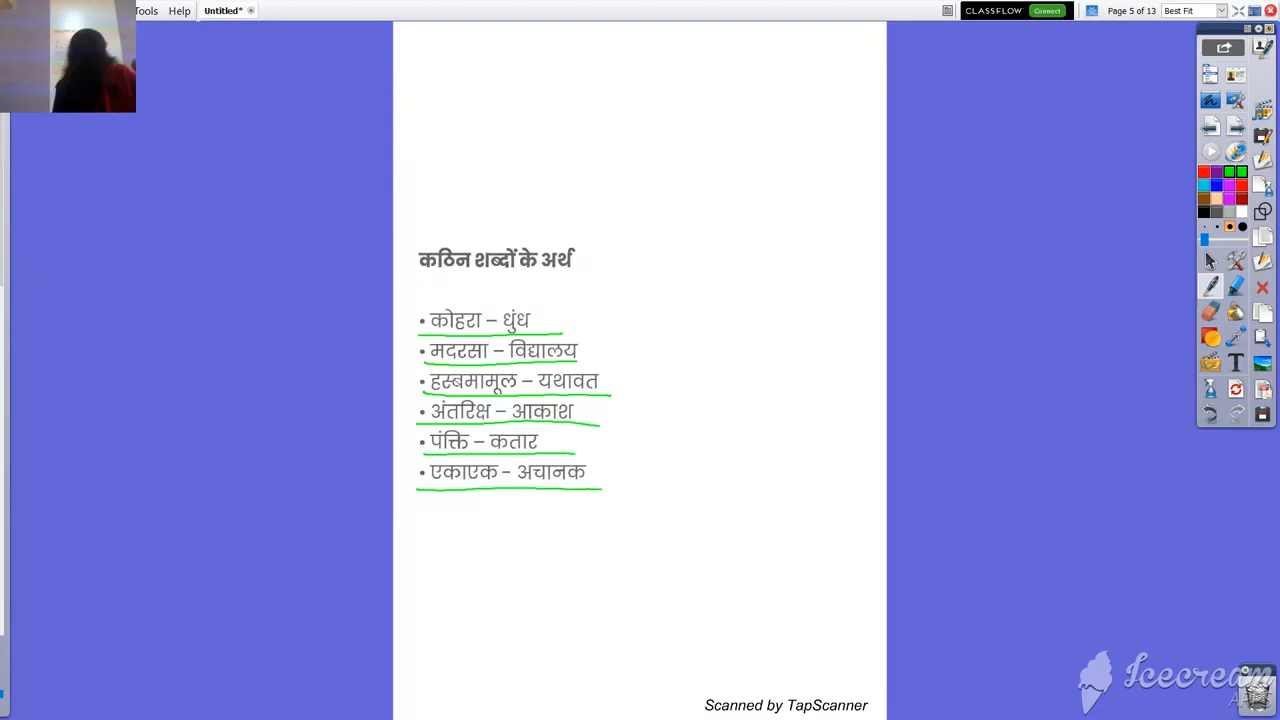 Tools Help Untitled* CLASSFLOW Connect Page 5 of 13 Best Fit
कठिन शब्दों के अर्थ
• कोहरा – धुंध
• मदरसा – विद्यालय
• हस्बमामूल – यथावत
• अंतरिक्ष – आकाश
• पंक्ति – कतार
• एकाएक - अचानक
Icecream
APPS
Scanned by TapScanner